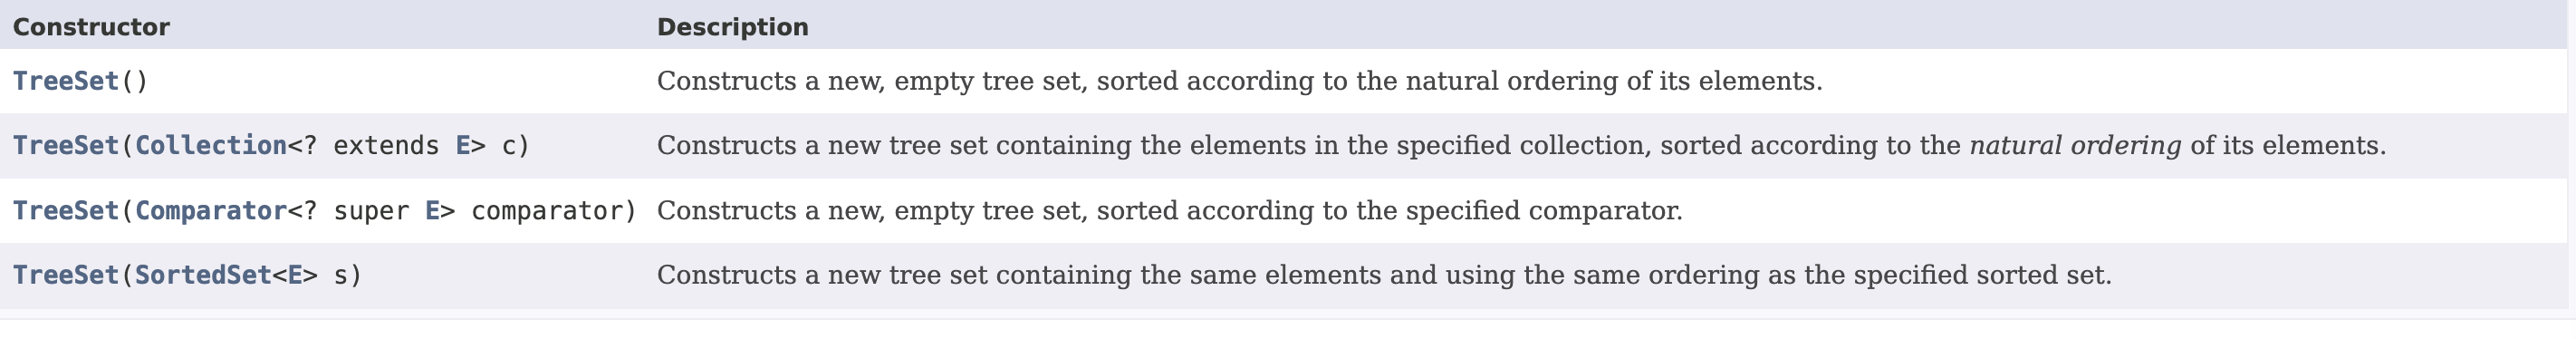 Constructor Description
TreeSet() Constructs a new, empty tree set, sorted according to the natural ordering of its elements.
TreeSet(Collection<? extends E> c) Constructs a new tree set containing the elements in the specified collection, sorted according to the natural ordering of its elements.
TreeSet(Comparator<? super E> comparator) Constructs a new, empty tree set, sorted according to the specified comparator.
TreeSet(SortedSet<E> s) Constructs a new tree set containing the same elements and using the same ordering as the specified sorted set.